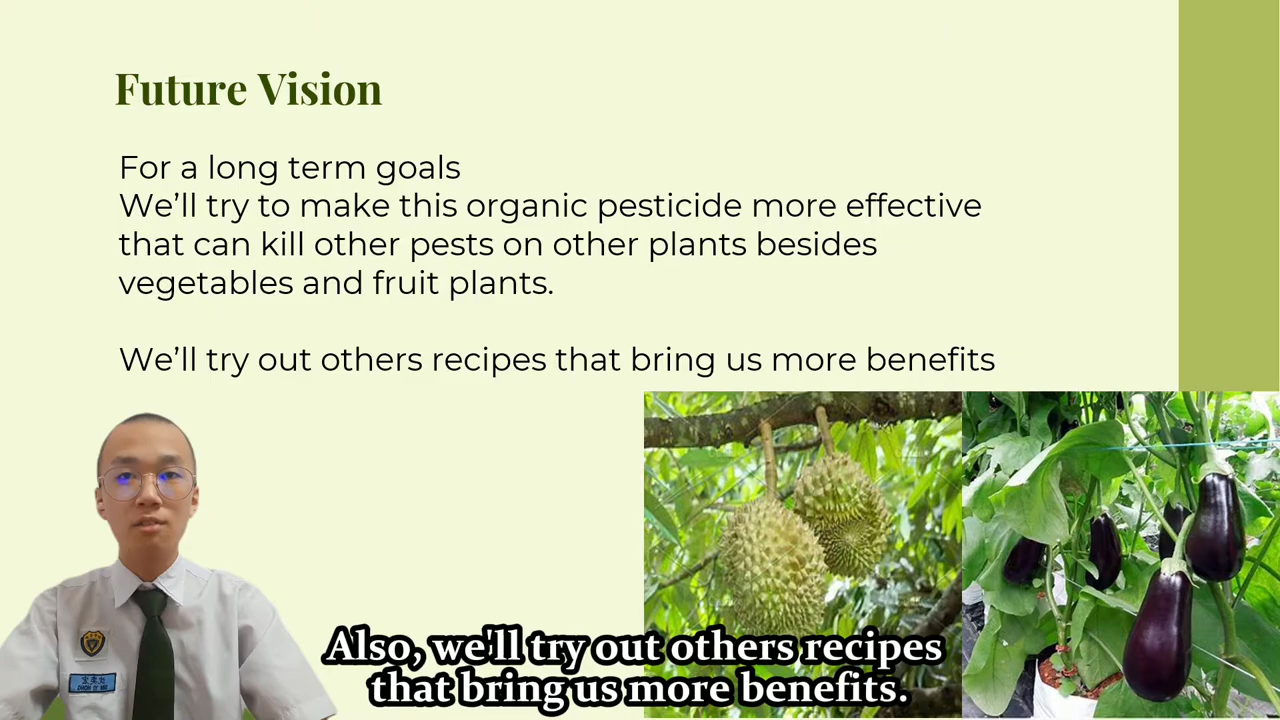 Future Vision
For a long term goals
We’ll try to make this organic pesticide more effective
that can kill other pests on other plants besides
vegetables and fruit plants.
We’ll try out others recipes that bring us more benefits
Also, we'll try out others recipes
that bring us more benefits.